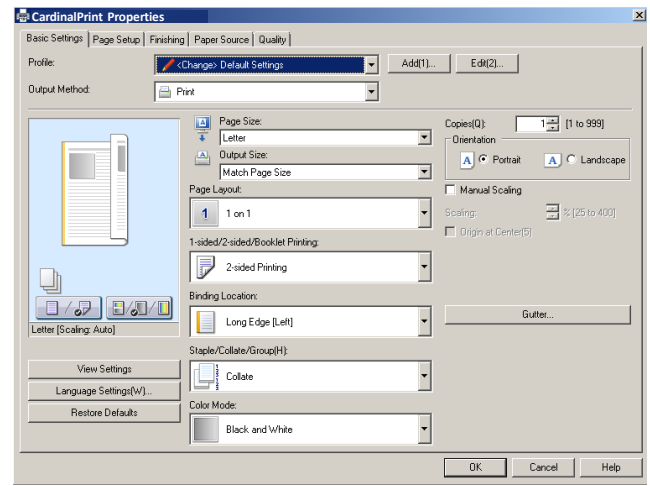 CardinalPrint Properties
Basic Settings Page Setup Finishing Paper Source Quality
Profile: <Change> Default Settings Add(1)... Edit(2)...
Output Method: Print
Page Size:
Letter
Output Size:
Match Page Size
Page Layout:
1 1 on 1
1-sided/2-sided/Booklet Printing:
2-sided Printing
Binding Location:
Long Edge [Left]
Staple/Collate/Group(H):
Collate
Color Mode:
Black and White
Copies(Q): 1 [1 to 999]
Orientation
A Portrait A Landscape
Manual Scaling
Scaling: % [25 to 400]
Origin at Center(5)
Gutter...
Letter [Scaling: Auto]
View Settings
Language Settings(W)...
Restore Defaults
OK Cancel Help